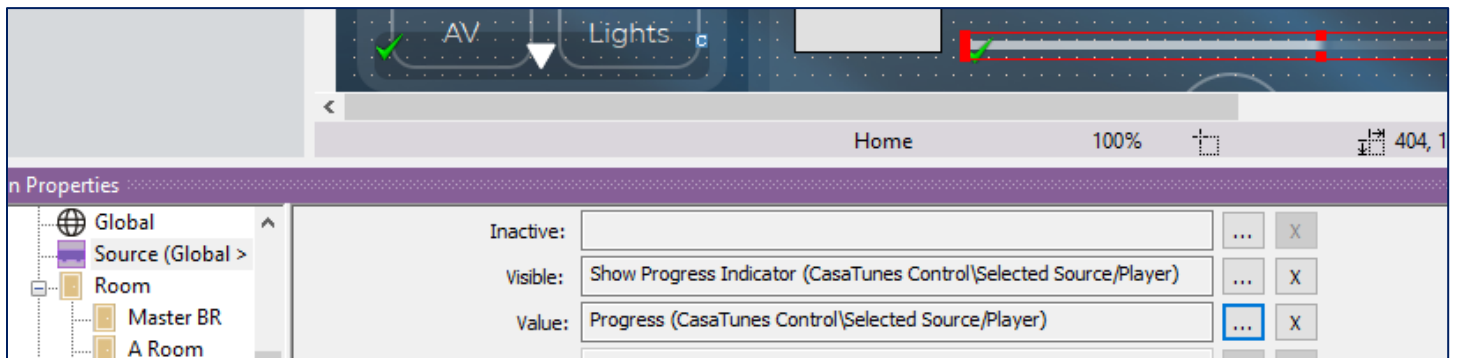 AV Lights c
Home 100% 404, 1
n Properties
Global
Source (Global >
Room
Master BR
A Room
Inactive: ... X
Visible: Show Progress Indicator (CasaTunes Control\Selected Source/Player) ... X
Value: Progress (CasaTunes Control\Selected Source/Player) ... X